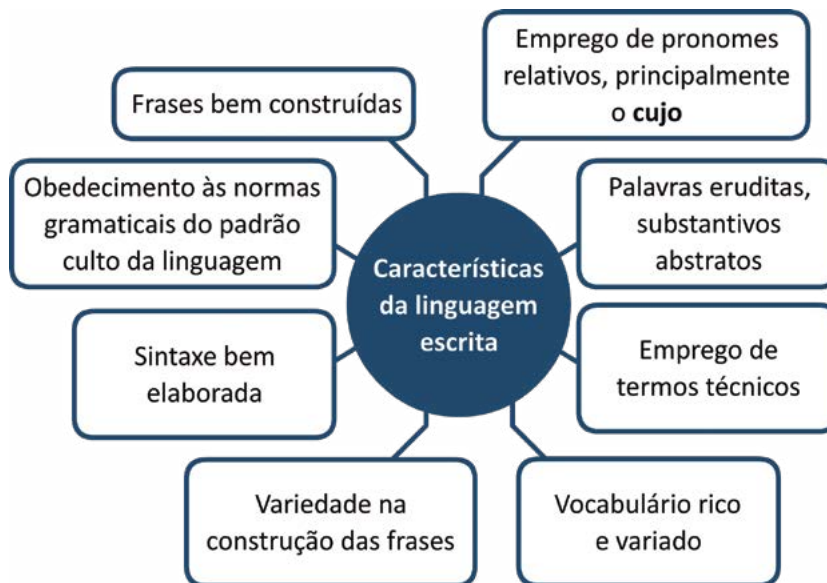 Características
da linguagem
escrita
Emprego de pronomes
relativos, principalmente
o cujo
Palavras eruditas,
substantivos
abstratos
Emprego de
termos técnicos
Vocabulário rico
e variado
Variedade na
construção das frases
Sintaxe bem
elaborada
Obedecimento às normas
gramaticais do padrão
culto da linguagem
Frases bem construídas